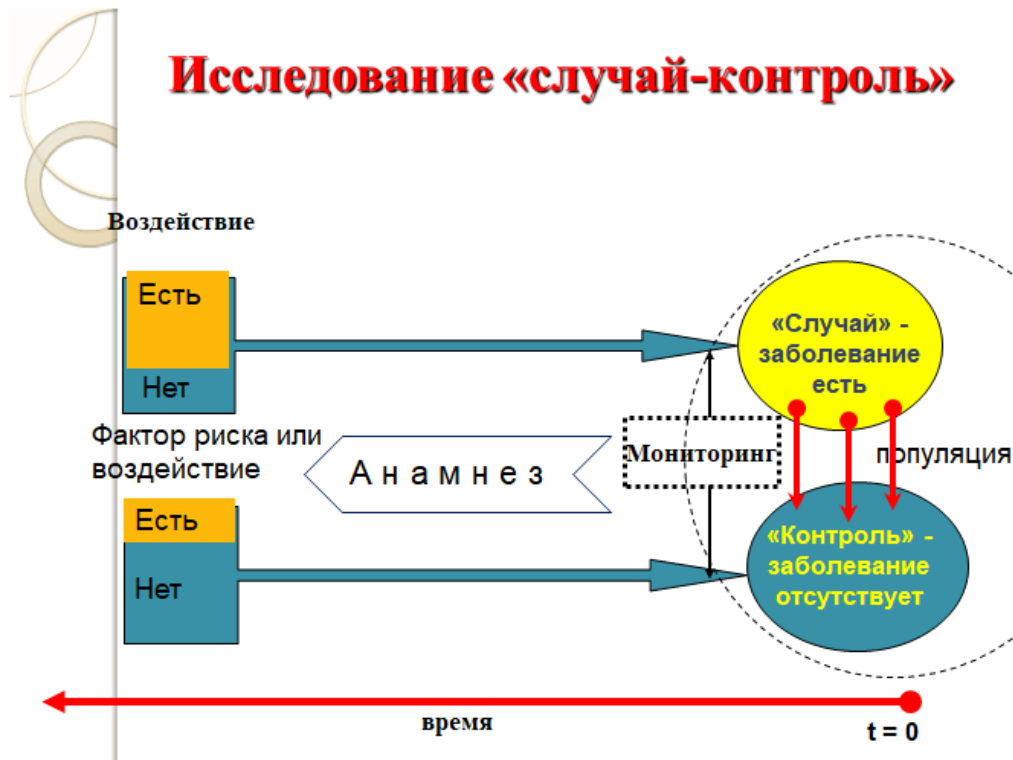 Исследование «случай-контроль»
Воздействие
Есть
Нет
«Случай» -
заболевание
есть
Фактор риска или
воздействие
Анамнез
Мониторинг
популяция
Есть
Нет
«Контроль» -
заболевание
отсутствует
время
t = 0